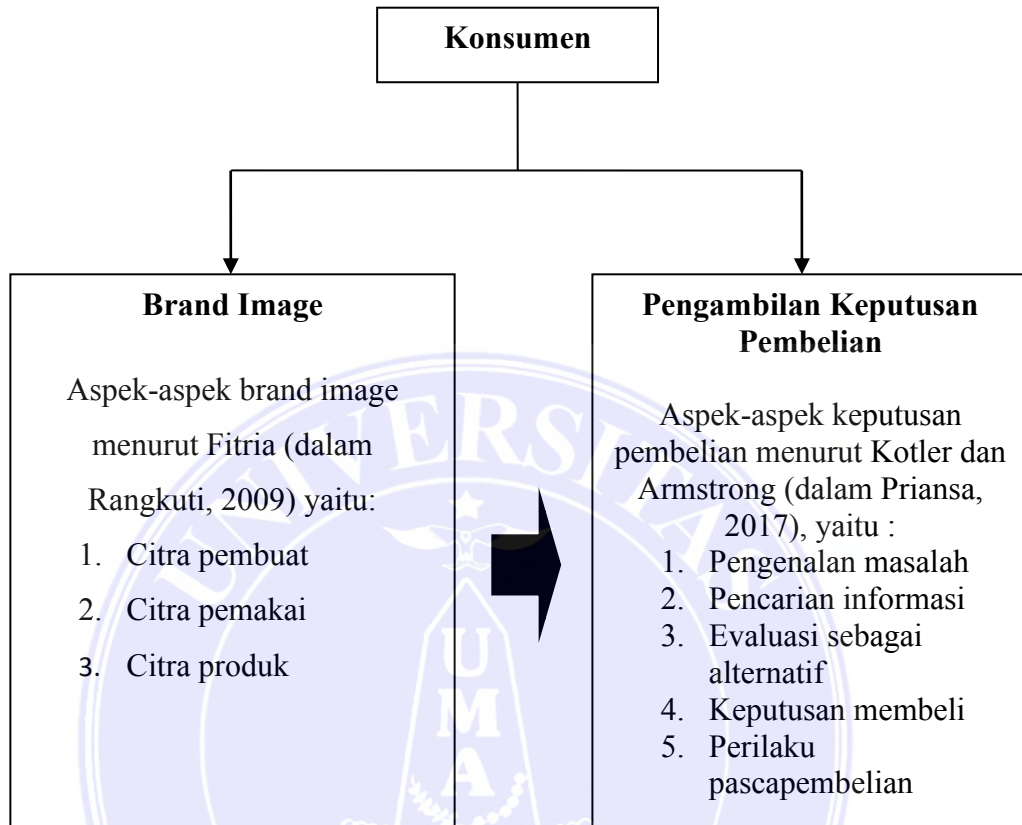 Konsumen
Brand Image
Aspek-aspek brand image
menurut Fitria (dalam
Rangkuti, 2009) yaitu:
1. Citra pembuat
2. Citra pemakai
3. Citra produk
Pengambilan Keputusan
Pembelian
Aspek-aspek keputusan
pembelian menurut Kotler dan
Armstrong (dalam Priansa,
2017), yaitu :
1. Pengenalan masalah
2. Pencarian informasi
3. Evaluasi sebagai
alternatif
4. Keputusan membeli
5. Perilaku
pascapembelian
UNIVERSITAS
UMA